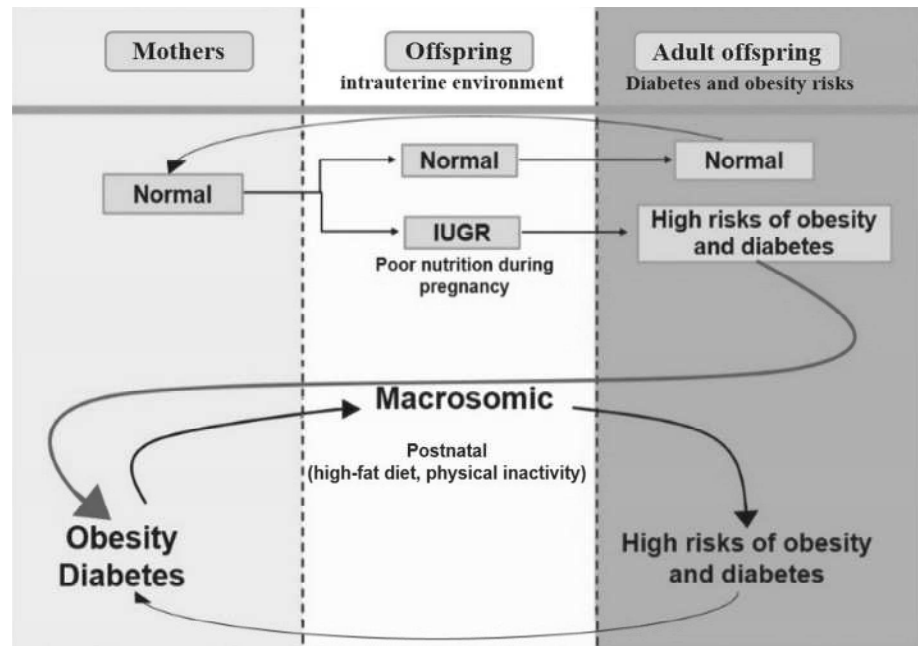 Mothers
Offspring
intrauterine environment
Adult offspring
Diabetes and obesity risks
Normal
Normal
Normal
IUGR
Poor nutrition during
pregnancy
High risks of obesity
and diabetes
Macrosomic
Postnatal
(high-fat diet, physical inactivity)
Obesity
Diabetes
High risks of obesity
and diabetes